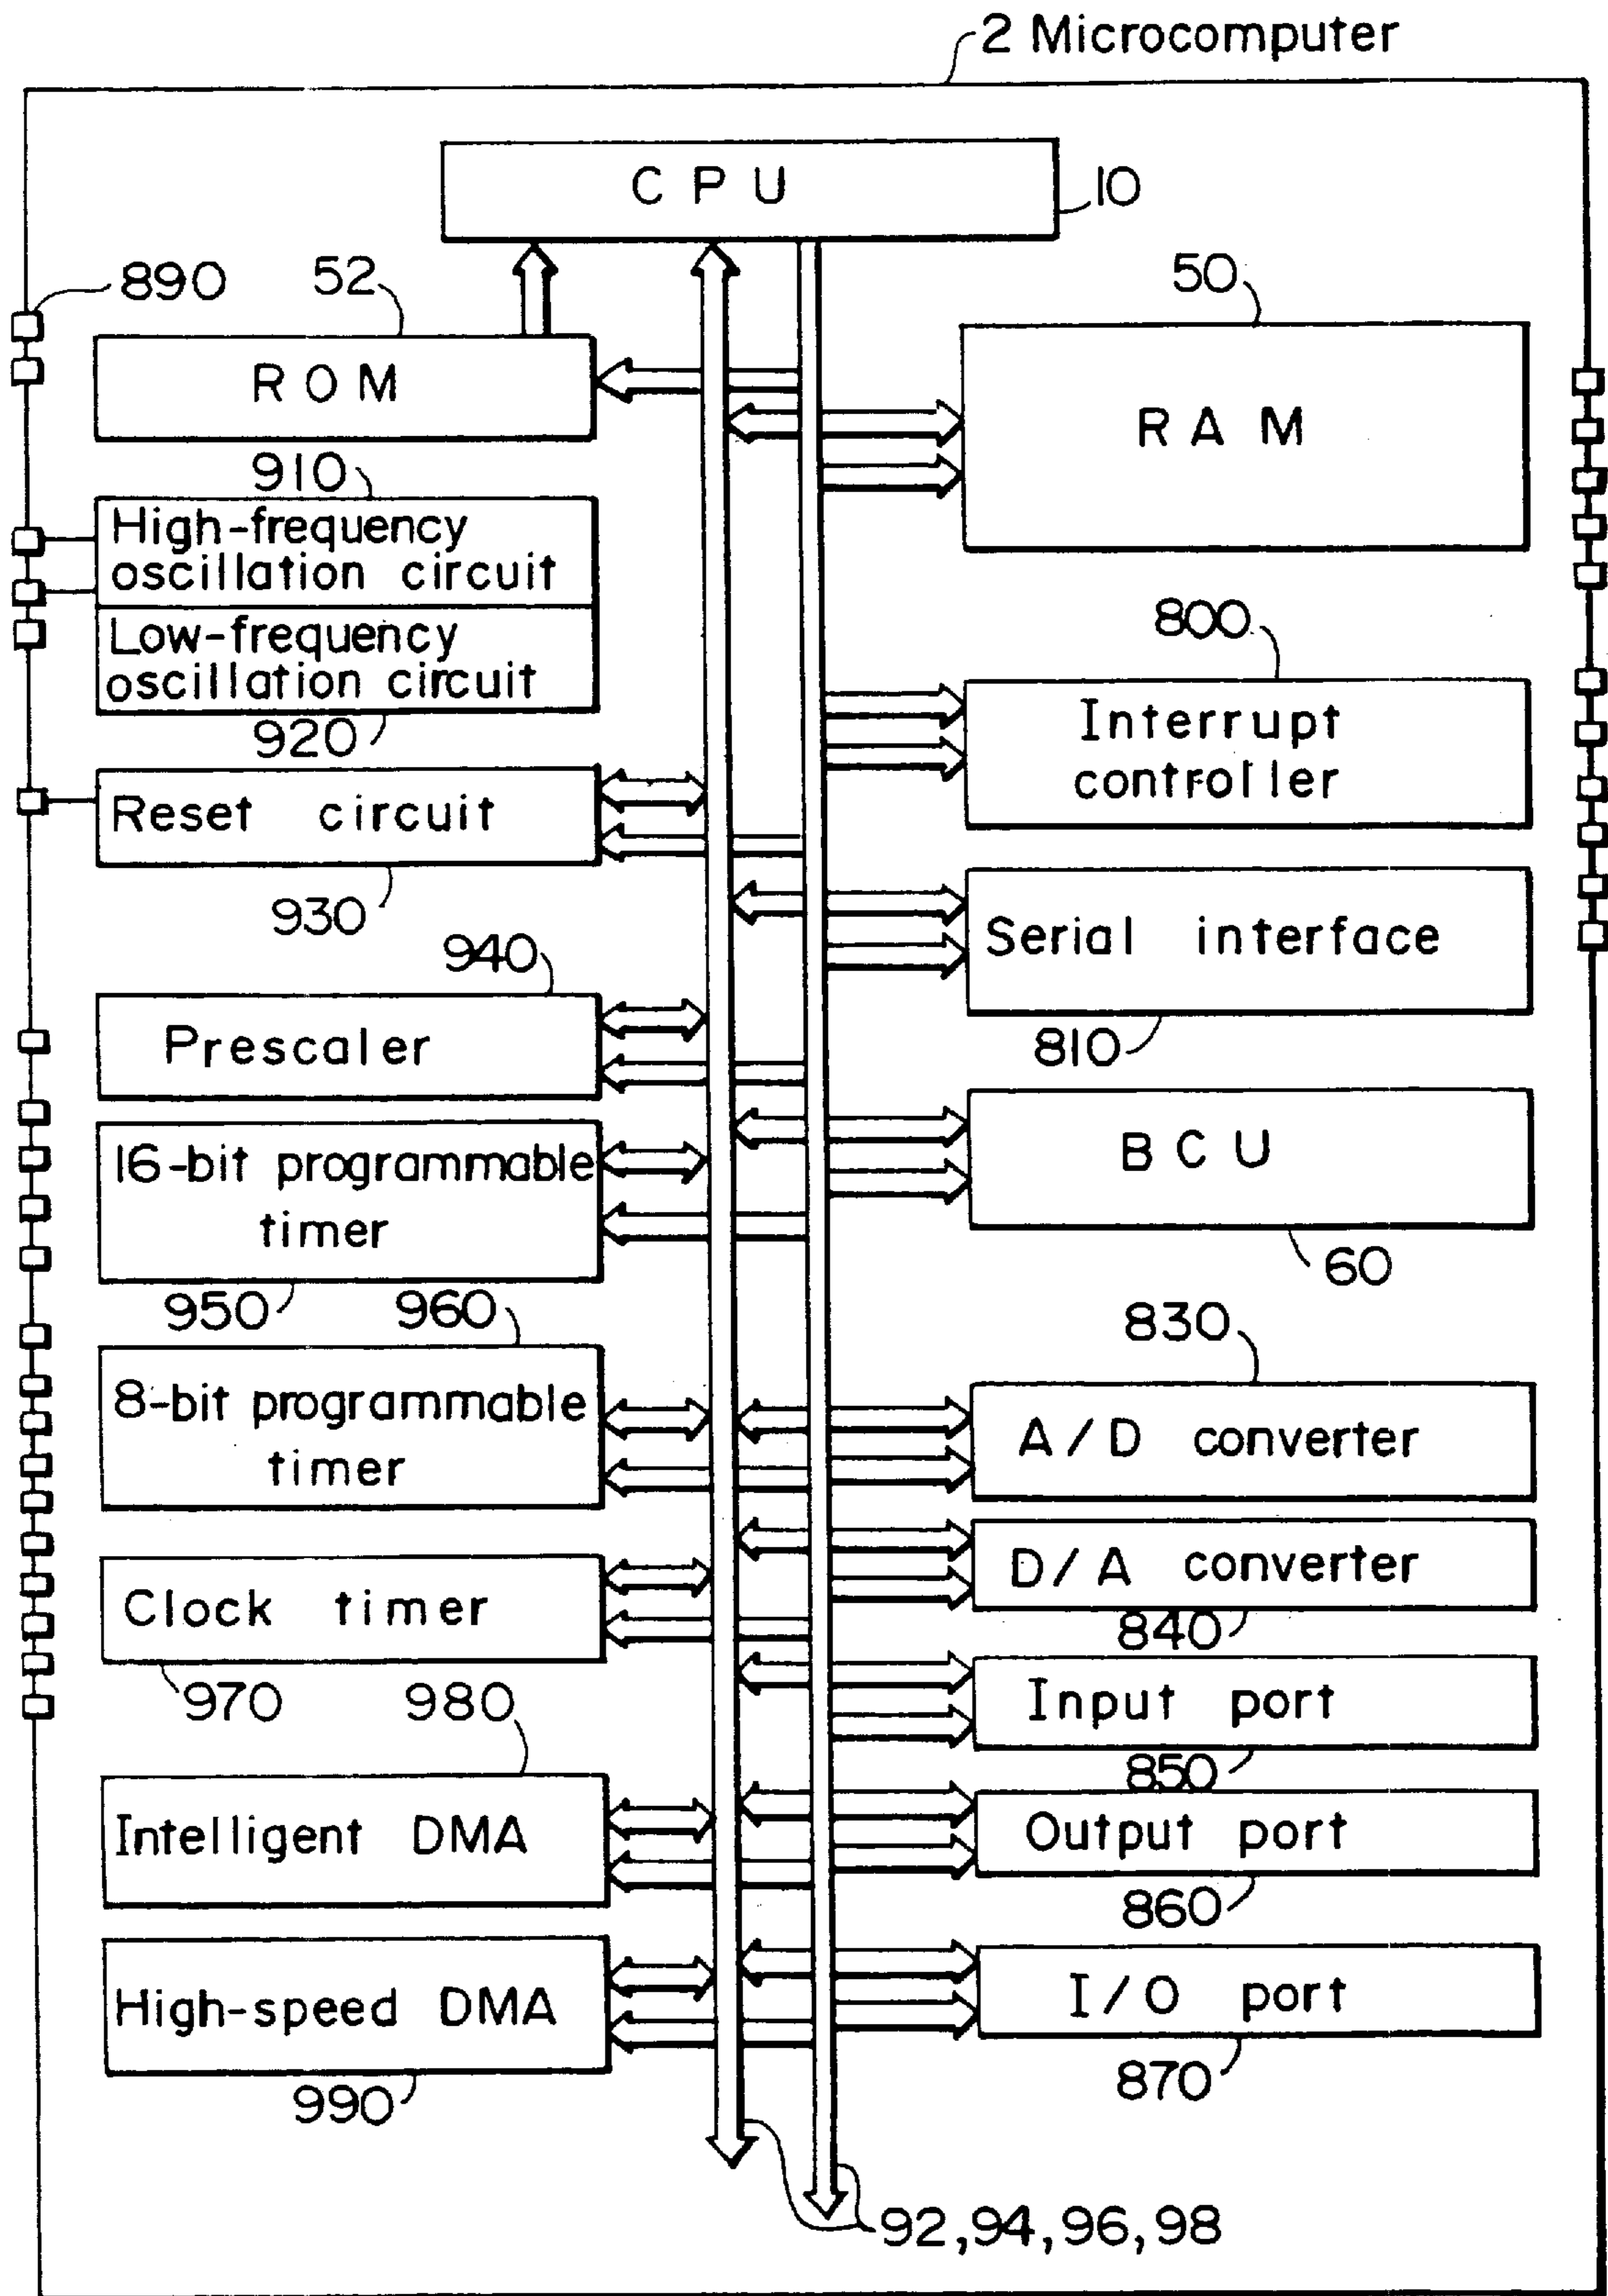 2 Microcomputer
CPU
10
890
52
50
ROM
RAM
910
High-frequency
oscillation circuit
Low-frequency
oscillation circuit
920
800
Interrupt
controller
Reset circuit
930
Serial interface
810
940
Prescaler
BCU
60
16-bit programmable
timer
950
960
8-bit programmable
timer
830
A/D converter
D/A converter
840
Clock timer
970
Input port
850
980
Intelligent DMA
Output port
860
High-speed DMA
990
I/O port
870
92,94,96,98